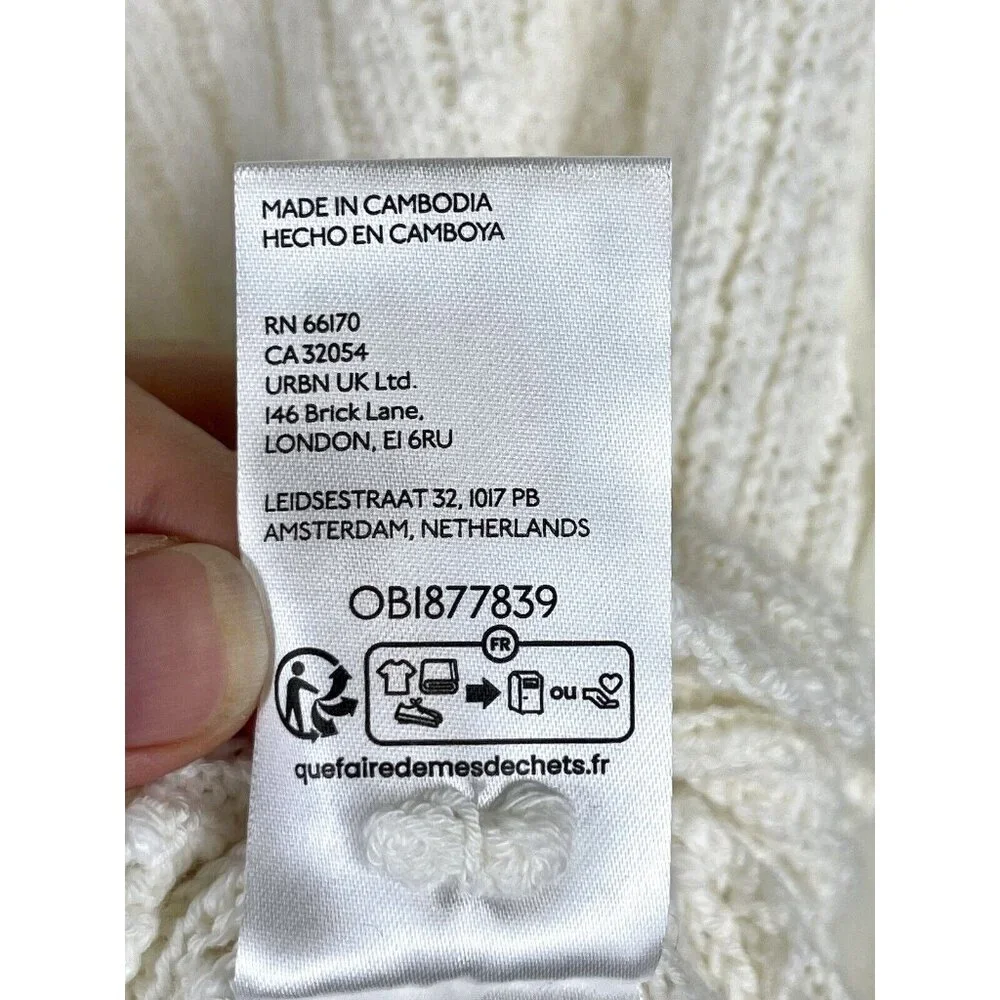 MADE IN CAMBODIA
HECHO EN CAMBOYA
RN 66170
CA 32054
URBN UK Ltd.
146 Brick Lane,
LONDON, E1 6RU
LEIDSESTRAAT 32, 1017 PB
AMSTERDAM, NETHERLANDS
OB1877839
FR
ou
quefairedemesdechets.fr